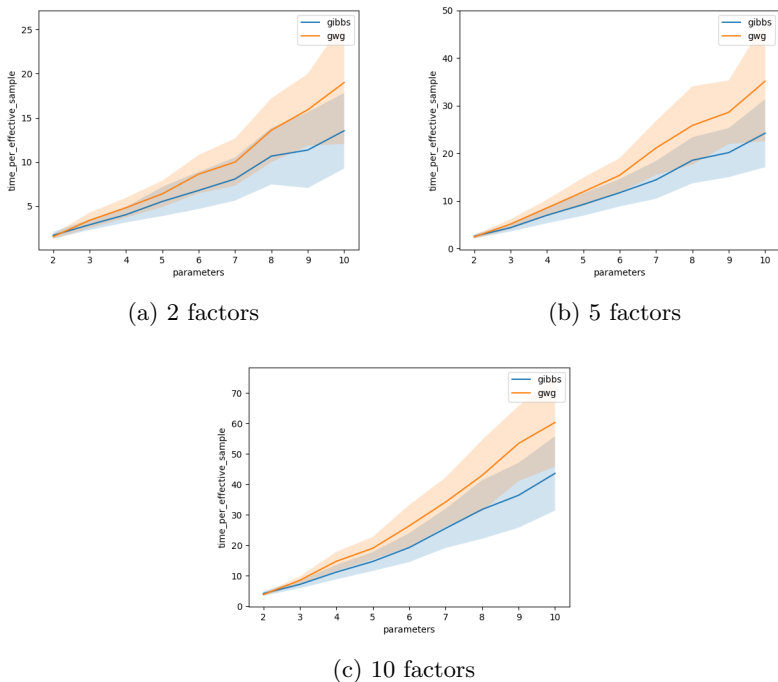 gibbs
gwg
25
20
15
10
5
time_per_effective_sample
2 3 4 5 6 7 8 9 10
parameters
(a) 2 factors
gibbs
gwg
50
40
30
20
10
0
time_per_effective_sample
2 3 4 5 6 7 8 9 10
parameters
(b) 5 factors
gibbs
gwg
70
60
50
40
30
20
10
0
time_per_effective_sample
2 3 4 5 6 7 8 9 10
parameters
(c) 10 factors